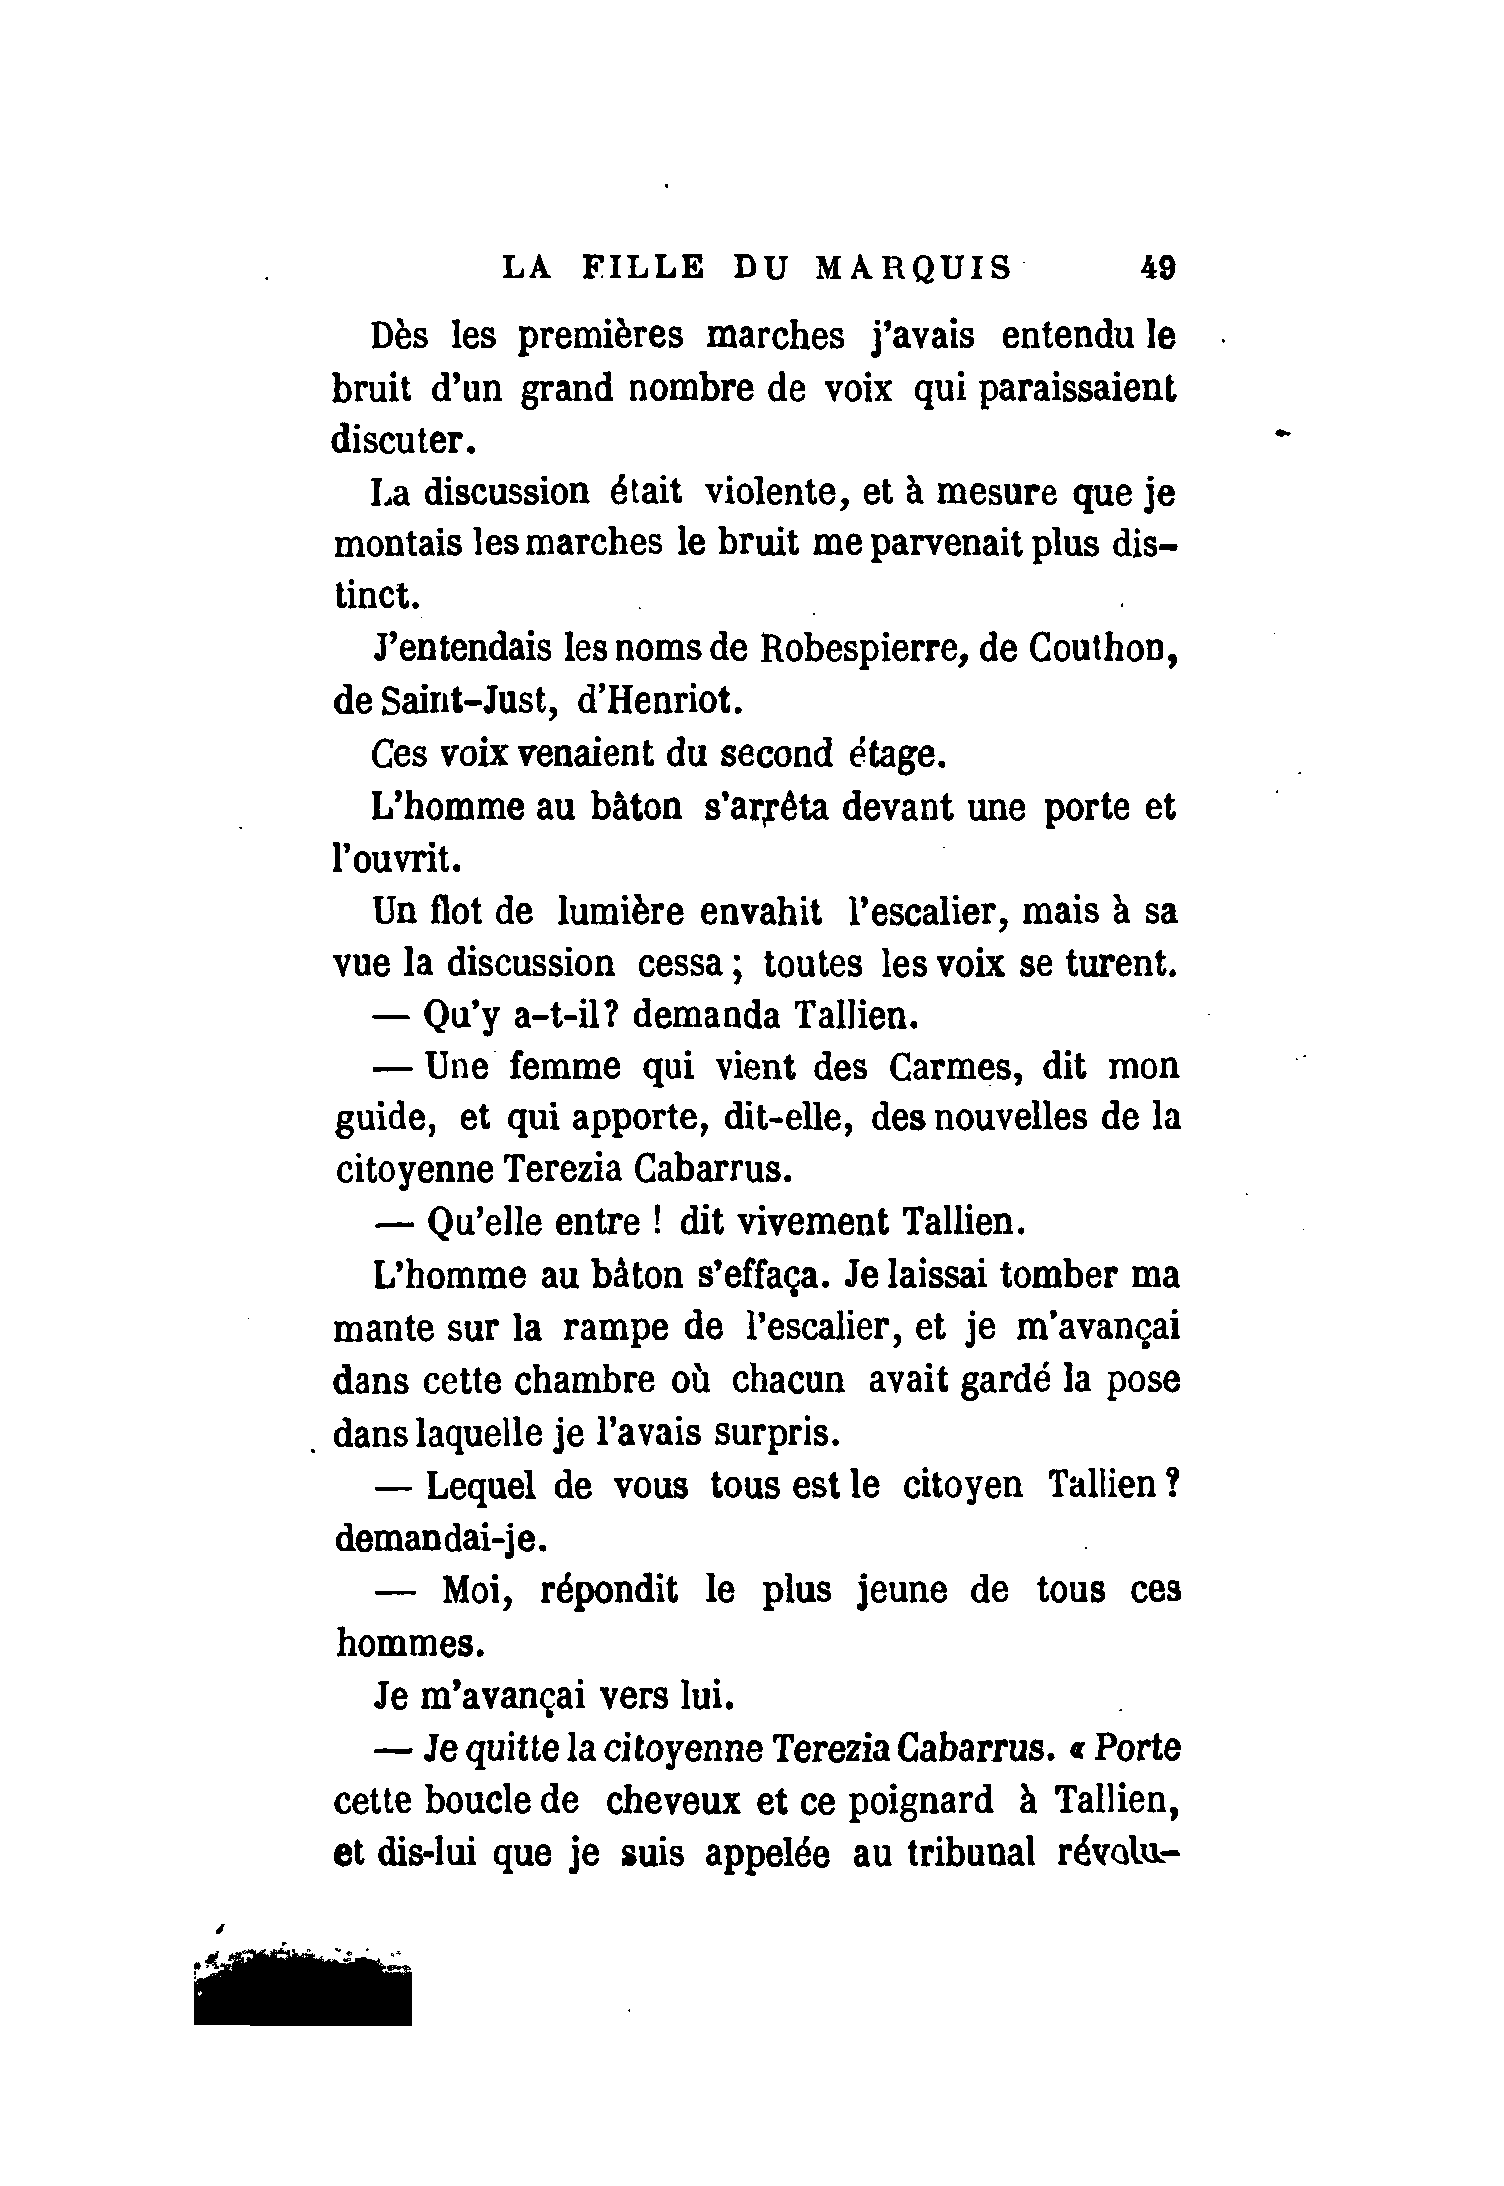 LA FILLE DU MARQUIS 49
Dès les premières marches j'avais entendu le
bruit d'un grand nombre de voix qui paraissaient
discuter.
La discussion était violente, et à mesure que je
montais les marches le bruit me parvenait plus dis-
tinct.
J'entendais les noms de Robespierre, de Couthon,
de Saint-Just, d'Henriot.
Ces voix venaient du second étage.
L'homme au bâton s'arrêta devant une porte et
l'ouvrit.
Un flot de lumière envahit l'escalier, mais à sa
vue la discussion cessa ; toutes les voix se turent.
— Qu'y a-t-il? demanda Tallien.
— Une femme qui vient des Carmes, dit mon
guide, et qui apporte, dit-elle, des nouvelles de la
citoyenne Terezia Cabarrus.
— Qu'elle entre ! dit vivement Tallien.
L'homme au bâton s'effaça. Je laissai tomber ma
mante sur la rampe de l'escalier, et je m'avançai
dans cette chambre où chacun avait gardé la pose
dans laquelle je l'avais surpris.
— Lequel de vous tous est le citoyen Tallien ?
demandai-je.
— Moi, répondit le plus jeune de tous ces
hommes.
Je m'avançai vers lui.
— Je quitte la citoyenne Terezia Cabarrus. « Porte
cette boucle de cheveux et ce poignard à Tallien,
et dis-lui que je suis appelée au tribunal révolu-